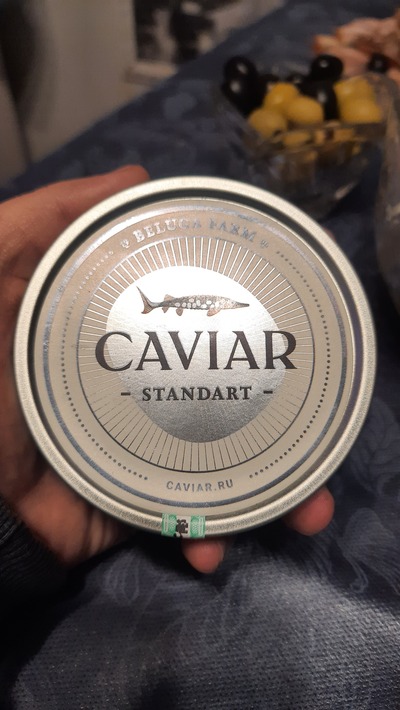 BELUGA FARM
CAVIAR
- STANDART -
CAVIAR.RU